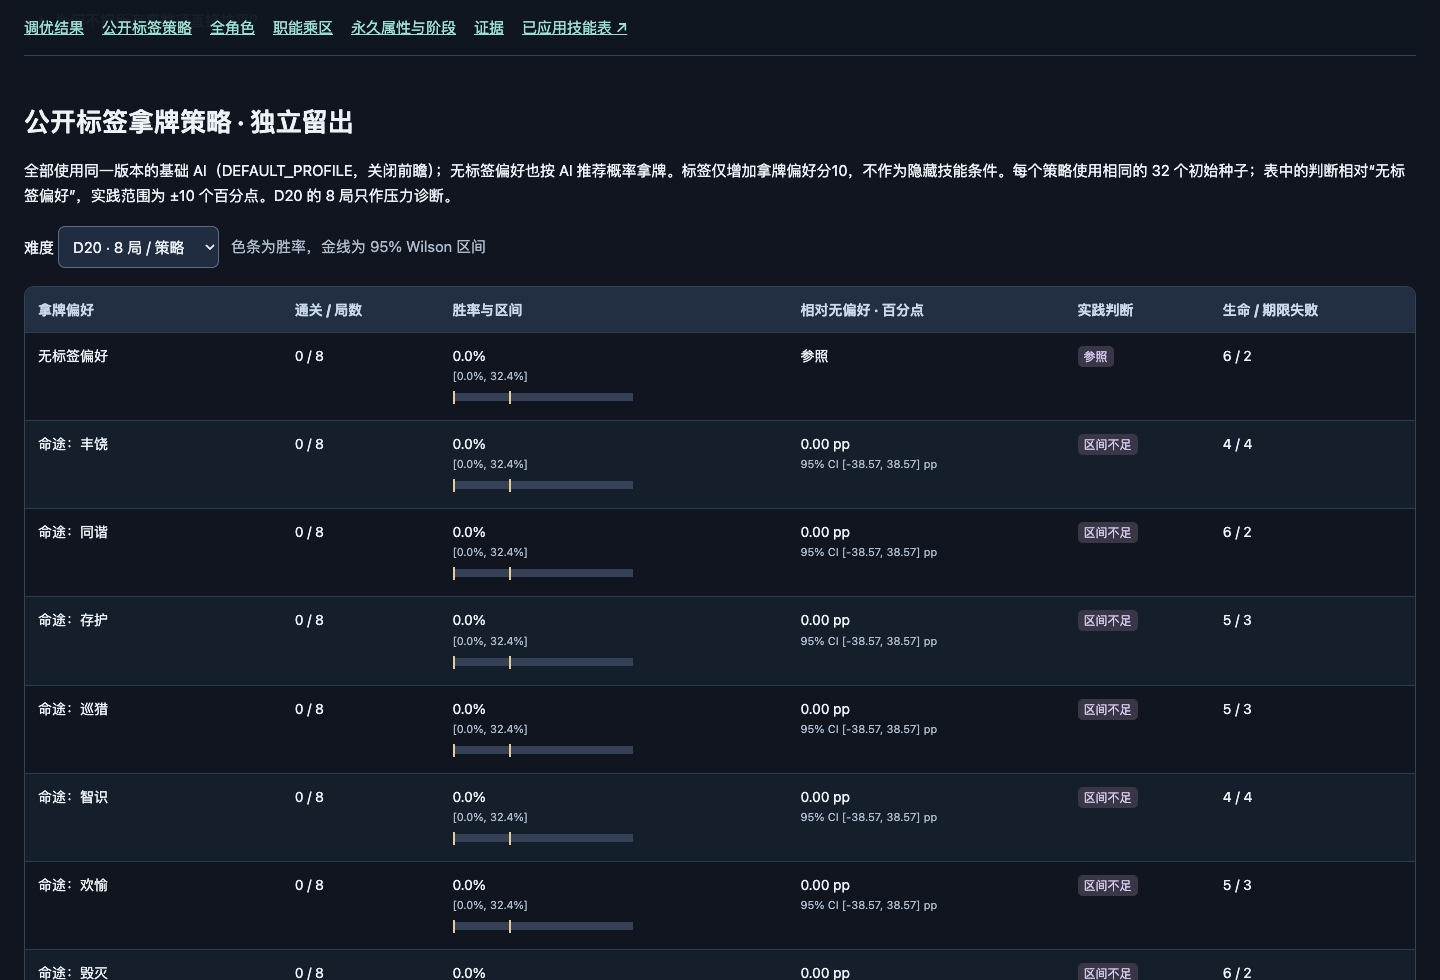 调优结果 公开标签策略 全角色 职能乘区 永久属性与阶段 证据 已应用技能表 ↗
公开标签拿牌策略 · 独立留出
全部使用同一版本的基础 AI（DEFAULT_PROFILE，关闭前瞻）；无标签偏好也按 AI 推荐概率拿牌。标签仅增加拿牌偏好分10，不作为隐藏技能条件。每个策略使用相同的 32 个初始种子；表中的判断相对“无标
签偏好”，实践范围为 ±10 个百分点。D20 的 8 局只作压力诊断。
难度 D20 · 8 局 / 策略 色条为胜率，金线为 95% Wilson 区间
拿牌偏好 通关 / 局数 胜率与区间 相对无偏好 · 百分点 实践判断 生命 / 期限失败
无标签偏好 0 / 8 0.0% 参照 参照 6 / 2
[0.0%, 32.4%]
命途：丰饶 0 / 8 0.0% 0.00 pp 区间不足 4 / 4
[0.0%, 32.4%] 95% CI [-38.57, 38.57] pp
命途：同谐 0 / 8 0.0% 0.00 pp 区间不足 6 / 2
[0.0%, 32.4%] 95% CI [-38.57, 38.57] pp
命途：存护 0 / 8 0.0% 0.00 pp 区间不足 5 / 3
[0.0%, 32.4%] 95% CI [-38.57, 38.57] pp
命途：巡猎 0 / 8 0.0% 0.00 pp 区间不足 5 / 3
[0.0%, 32.4%] 95% CI [-38.57, 38.57] pp
命途：智识 0 / 8 0.0% 0.00 pp 区间不足 4 / 4
[0.0%, 32.4%] 95% CI [-38.57, 38.57] pp
命途：欢愉 0 / 8 0.0% 0.00 pp 区间不足 5 / 3
[0.0%, 32.4%] 95% CI [-38.57, 38.57] pp
命途：毁灭 0 / 8 0.0% 0.00 pp 区间不足 6 / 2